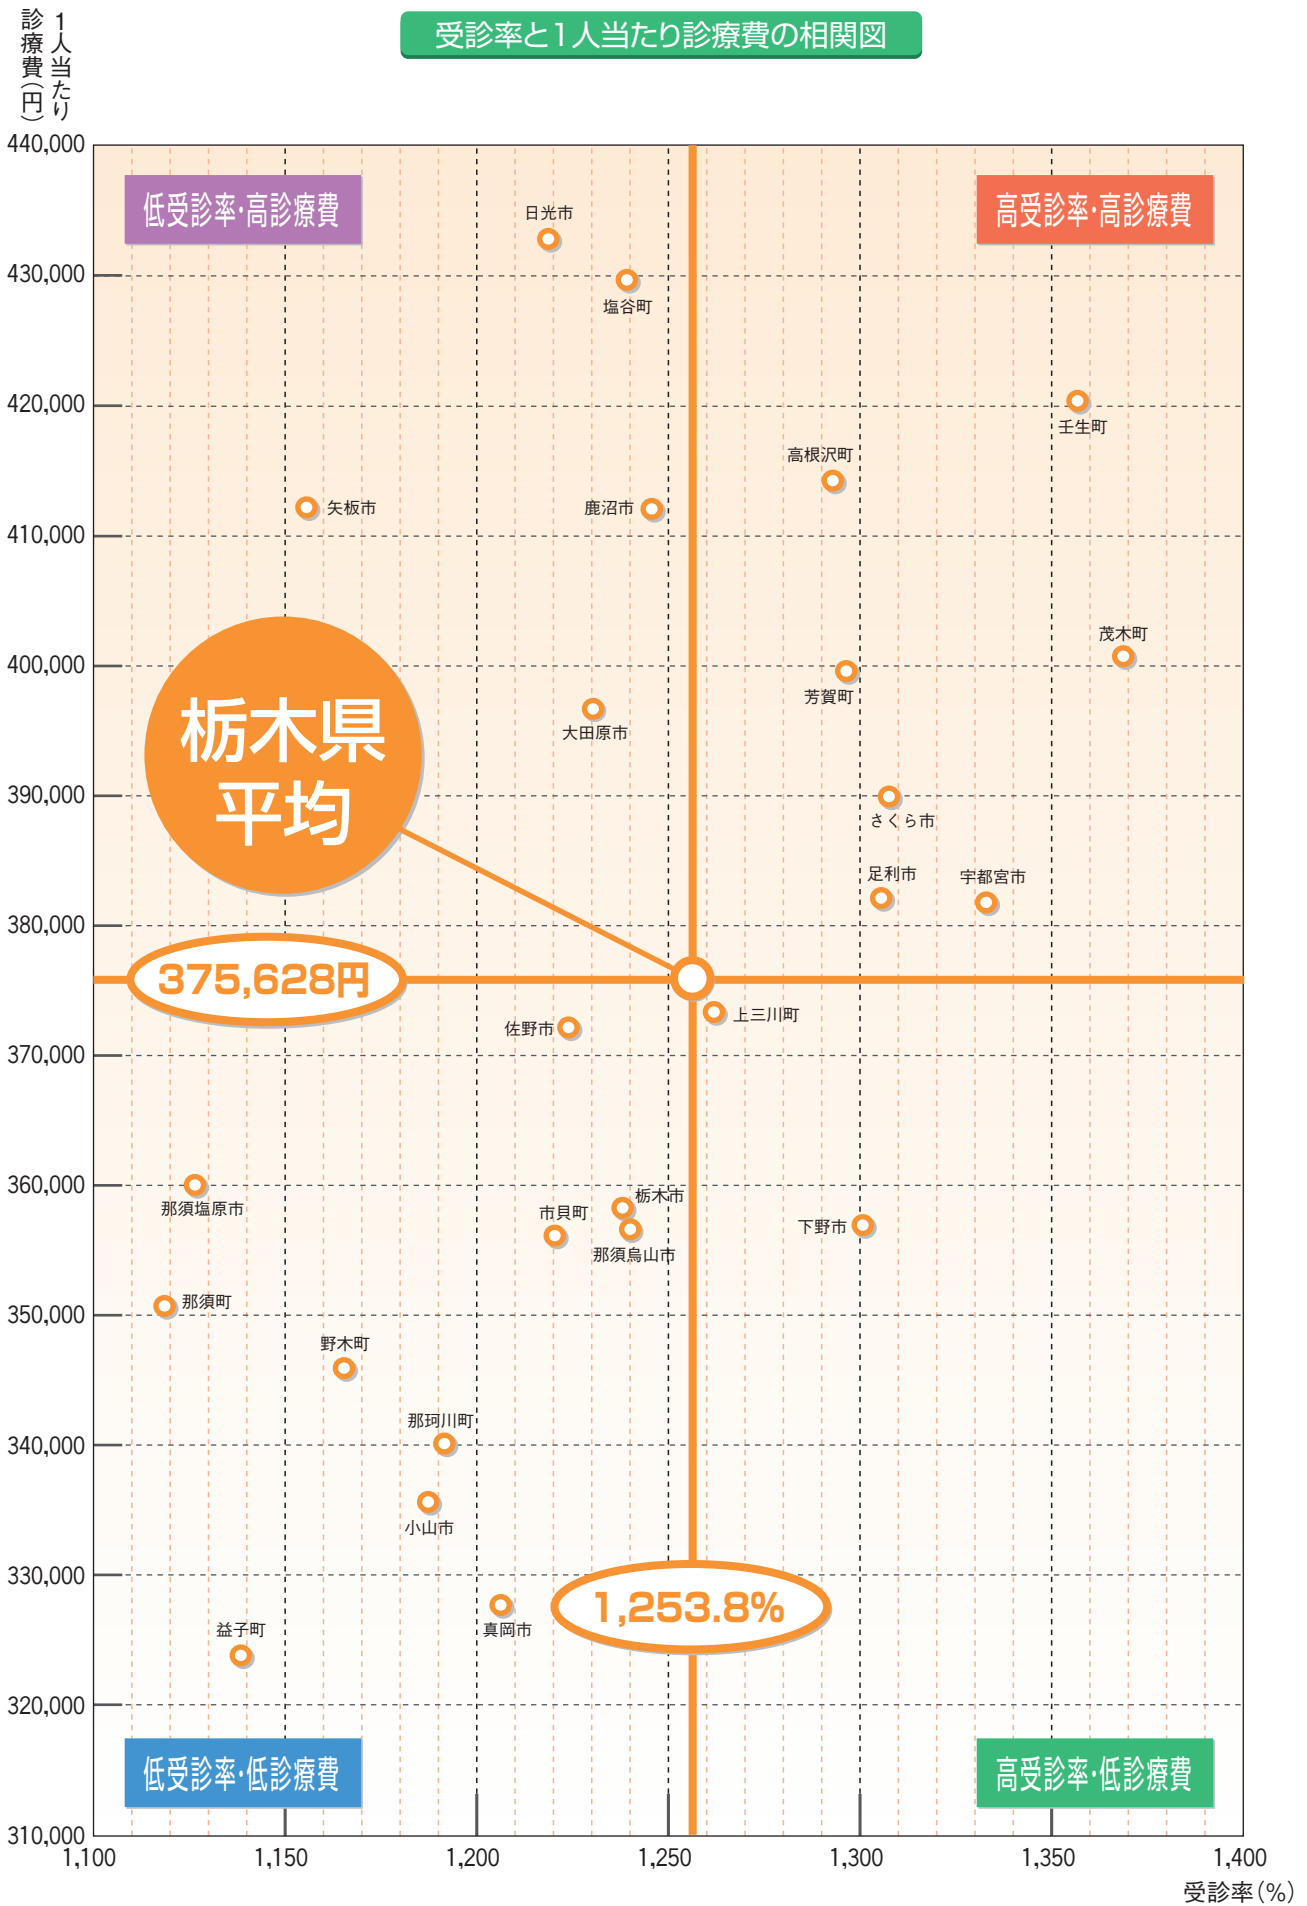 受診率と1人当たり診療費の相関図
1人当たり
診療費(円)
440,000
430,000
420,000
410,000
400,000
390,000
380,000
370,000
360,000
350,000
340,000
330,000
320,000
310,000
低受診率・高診療費
高受診率・高診療費
日光市
塩谷町
壬生町
高根沢町
矢板市
鹿沼市
茂木町
芳賀町
大田原市
栃木県
平均
さくら市
足利市
宇都宮市
375,628円
上三川町
佐野市
那須塩原市
栃木市
市貝町
下野市
那須烏山市
那須町
野木町
那珂川町
小山市
1,253.8%
真岡市
益子町
低受診率・低診療費
高受診率・低診療費
1,100
1,150
1,200
1,250
1,300
1,350
1,400
受診率(%)